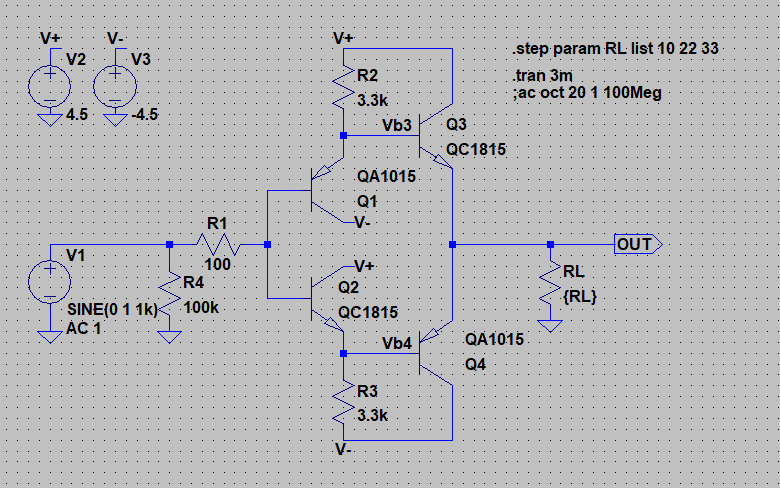 V+
V2
4.5
V-
V3
-4.5
V+
R2
3.3k
.step param RL list 10 22 33
.tran 3m
;ac oct 20 1 100Meg
Vb3
Q3
QC1815
QA1015
Q1
V-
R1
100
V1
SINE(0 1 1k)
AC 1
R4
100k
V+
Q2
QC1815
OUT
RL
{RL}
Vb4
QA1015
Q4
R3
3.3k
V-